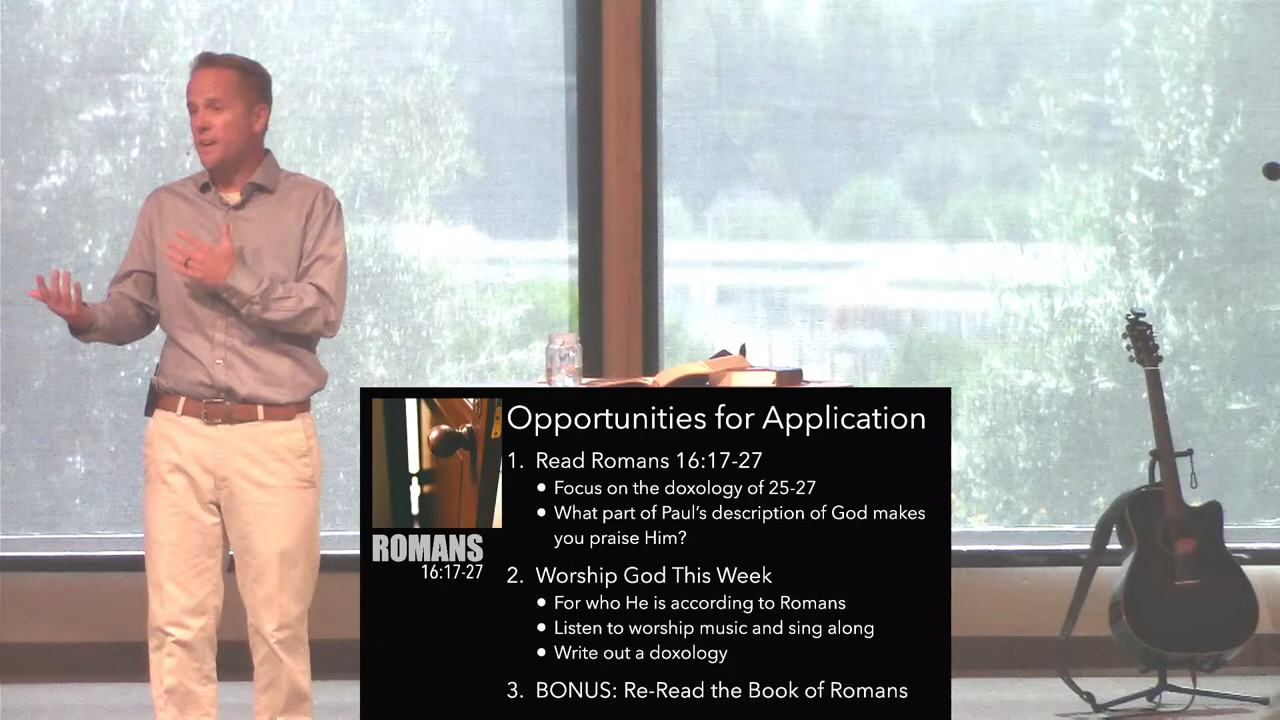 Opportunities for Application
1. Read Romans 16:17-27
● Focus on the doxology of 25-27
● What part of Paul's description of God makes
you praise Him?
ROMANS
16:17-27
2. Worship God This Week
● For who He is according to Romans
● Listen to worship music and sing along
● Write out a doxology
3. BONUS: Re-Read the Book of Romans